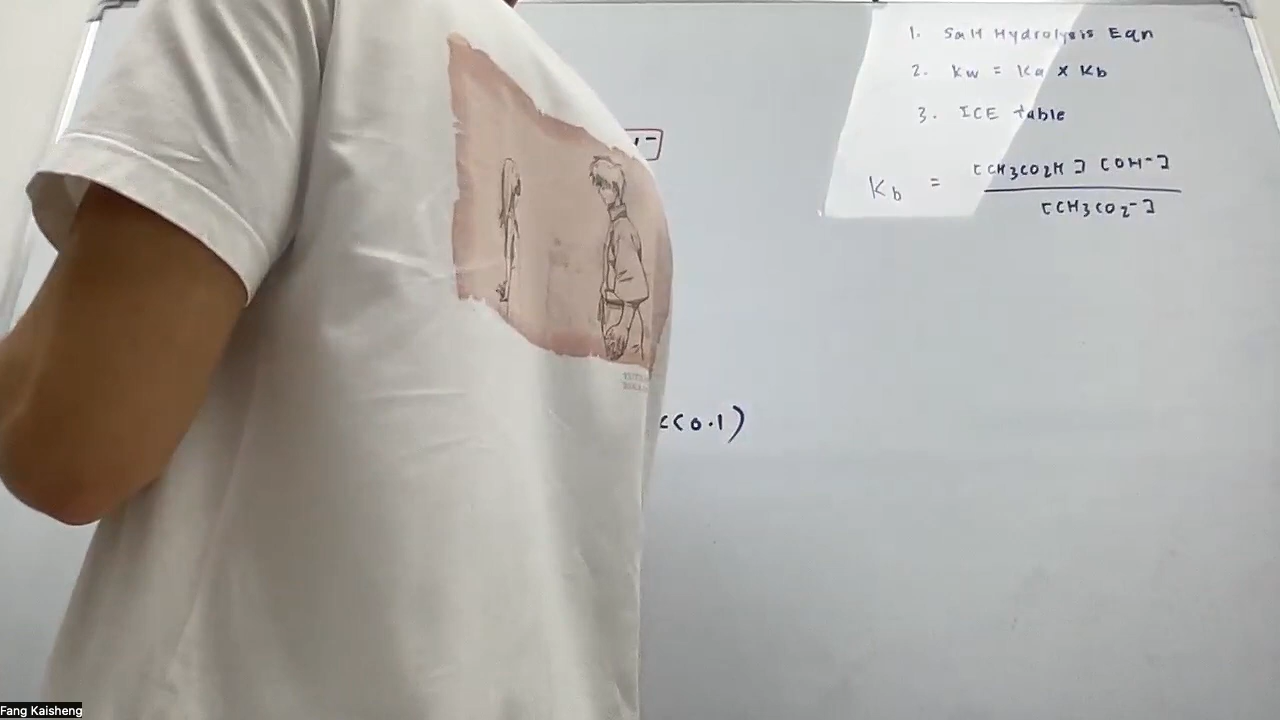 1. Salt Hydrolysis Eqn
2. Kw = Ka x Kb
3. ICE table
Kb = [CH3CO2H] [OH-]
[CH3CO2-]
<(0.1)
Fang Kaisheng